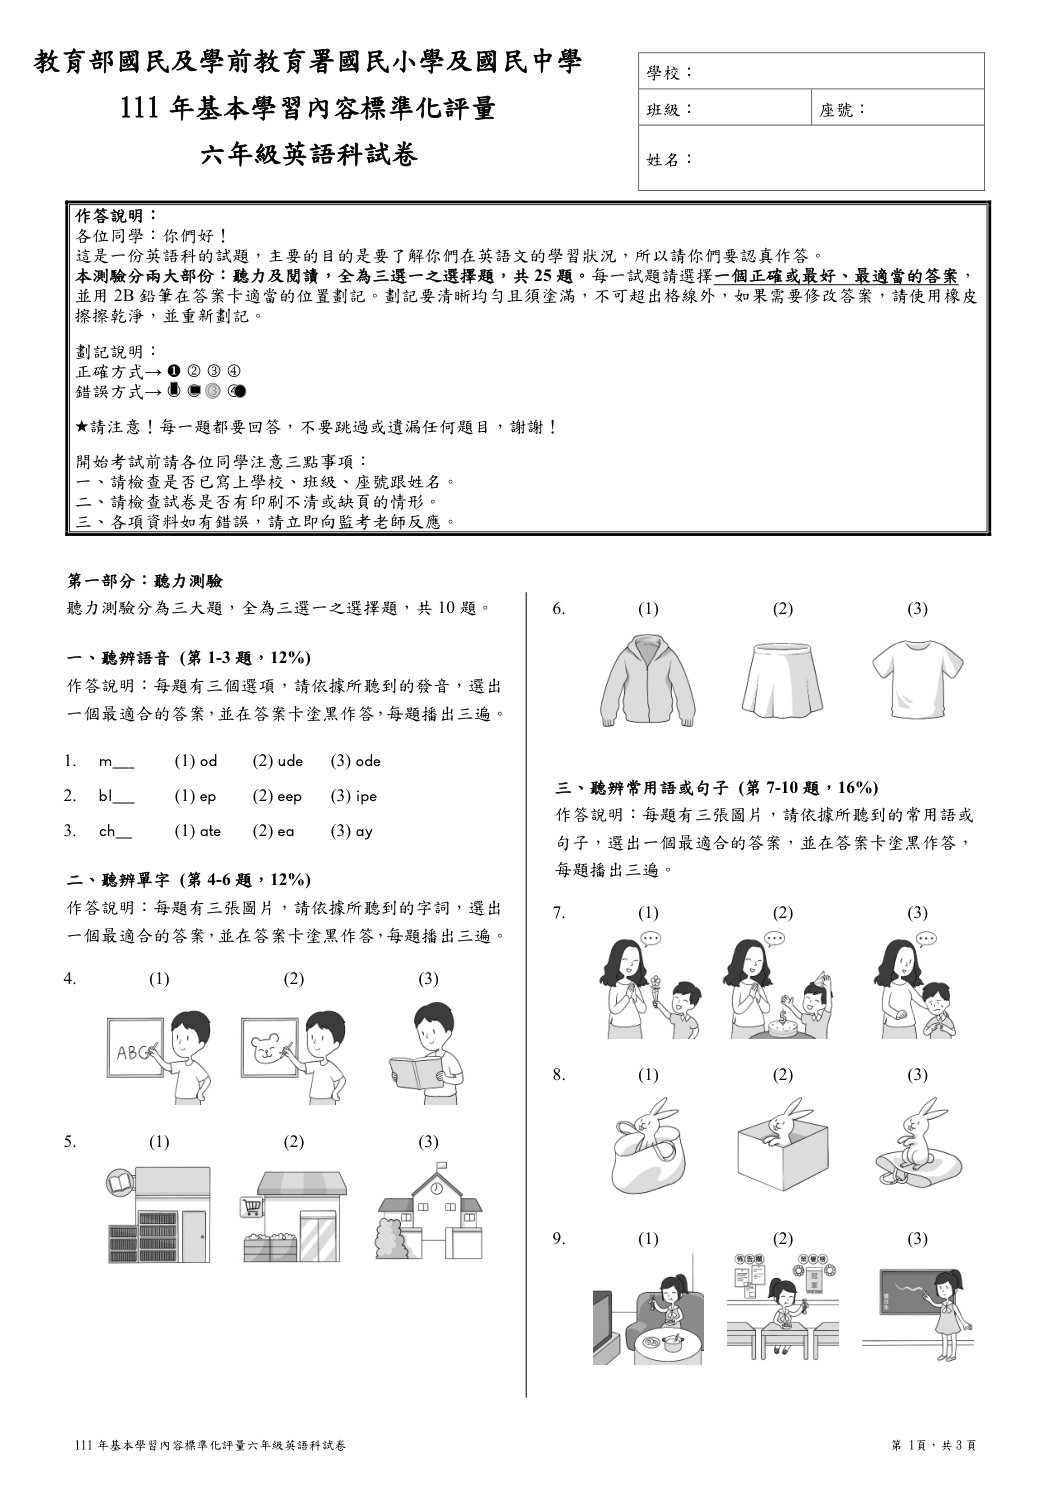 教育部國民及學前教育署國民小學及國民中學
111 年基本學習內容標準化評量
六年級英語科試卷
學校：
班級：
座號：
姓名：
作答說明：
各位同學：你們好！
這是一份英語科的試題，主要的目的是要了解你們在英語文的學習狀況，所以請你們要認真作答。
本測驗分兩大部份：聽力及閱讀，全為三選一之選擇題，共 25 題。每一試題請選擇一個正確或最好、最適當的答案，
並用 2B 鉛筆在答案卡適當的位置劃記。劃記要清晰均勻且須塗滿，不可超出格線外，如果需要修改答案，請使用橡皮
擦擦乾淨，並重新劃記。
劃記說明：
正確方式→ ❶ ② ③ ④
錯誤方式→ ③ ④
★請注意！每一題都要回答，不要跳過或遺漏任何題目，謝謝！
開始考試前請各位同學注意三點事項：
一、請檢查是否已寫上學校、班級、座號跟姓名。
二、請檢查試卷是否有印刷不清或缺頁的情形。
三、各項資料如有錯誤，請立即向監考老師反應。
第一部分：聽力測驗
聽力測驗分為三大題，全為三選一之選擇題，共 10 題。
一、聽辨語音 (第 1-3 題，12%)
作答說明：每題有三個選項，請依據所聽到的發音，選出
一個最適合的答案，並在答案卡塗黑作答，每題播出三遍。
1. m___ (1) od (2) ude (3) ode
2. bl___ (1) ep (2) eep (3) ipe
3. ch__ (1) ate (2) ea (3) ay
二、聽辨單字 (第 4-6 題，12%)
作答說明：每題有三張圖片，請依據所聽到的字詞，選出
一個最適合的答案，並在答案卡塗黑作答，每題播出三遍。
4. (1) (2) (3)
ABC
5. (1) (2) (3)
6. (1) (2) (3)
三、聽辨常用語或句子 (第 7-10 題，16%)
作答說明：每題有三張圖片，請依據所聽到的常用語或
句子，選出一個最適合的答案，並在答案卡塗黑作答，
每題播出三遍。
7. (1) (2) (3)
5
8. (1) (2) (3)
9. (1) (2) (3)
佈告欄
榮譽榜
冠軍
值日生
111 年基本學習內容標準化評量六年級英語科試卷
第 1頁，共 3 頁